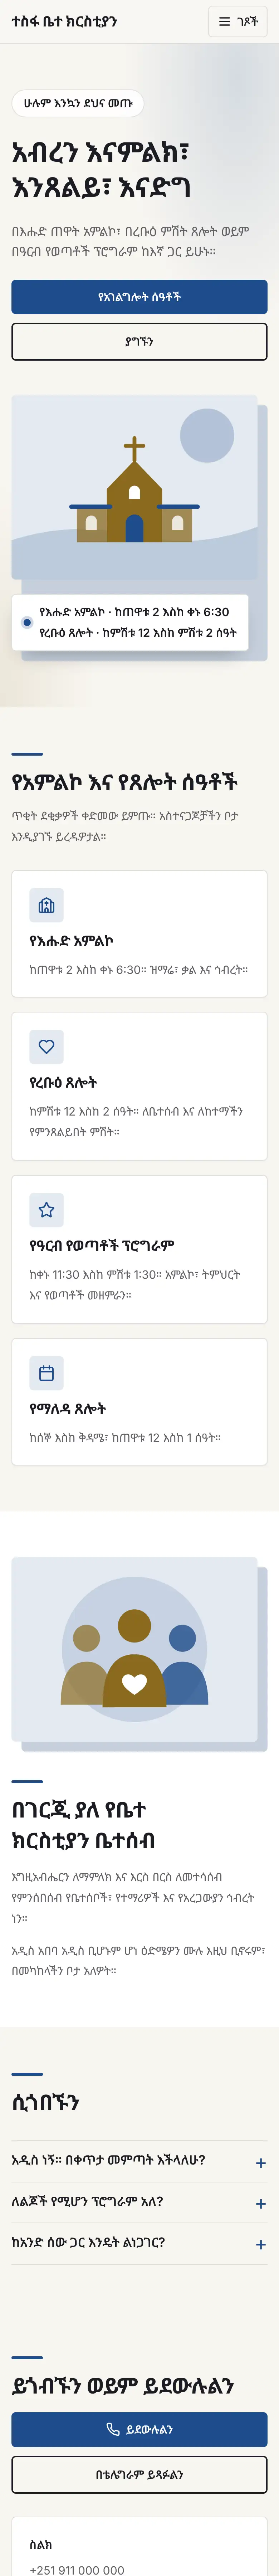 ተስፋ ቤተ ክርስቲያን
ገጾች
ሁሉም እንኳን ደህና መጡ
አብረን እናምልክ፣
እንጸልይ፣ እናድግ
በእሑድ ጠዋት አምልኮ፣ በረቡዕ ምሽት ጸሎት ወይም
በዓርብ የወጣቶች ፕሮግራም ከእኛ ጋር ይሁኑ።
የአገልግሎት ሰዓቶች
ያግኙን
የእሑድ አምልኮ · ከጠዋቱ 2 እስከ ቀኑ 6:30
የረቡዕ ጸሎት · ከምሽቱ 12 እስከ ምሽቱ 2 ሰዓት
የአምልኮ እና የጸሎት ሰዓቶች
ጥቂት ደቂቃዎች ቀድመው ይምጡ። አስተናጋጆቻችን ቦታ
እንዲያገኙ ይረዱዎታል።
የእሑድ አምልኮ
ከጠዋቱ 2 እስከ ቀኑ 6:30። ዝማሬ፣ ቃል እና ኅብረት።
የረቡዕ ጸሎት
ከምሽቱ 12 እስከ 2 ሰዓት። ለቤተሰብ እና ለከተማችን
የምንጸልይበት ምሽት።
የዓርብ የወጣቶች ፕሮግራም
ከቀኑ 11:30 እስከ ምሽቱ 1:30። አምልኮ፣ ትምህርት
እና የወጣቶች መዘምራን።
የማለዳ ጸሎት
ከሰኞ እስከ ቅዳሜ፣ ከጠዋቱ 12 እስከ 1 ሰዓት።
በገርጂ ያለ የቤተ
ክርስቲያን ቤተሰብ
እግዚአብሔርን ለማምለክ እና እርስ በርስ ለመተሳሰብ
የምንሰበሰብ የቤተሰቦች፣ የተማሪዎች እና የአረጋውያን ኅብረት
ነን።
አዲስ አበባ አዲስ ቢሆኑም ሆነ ዕድሜዎን ሙሉ እዚህ ቢኖሩም፣
በመካከላችን ቦታ አለዎት።
ሲጎበኙን
አዲስ ነኝ። በቀጥታ መምጣት እችላለሁ?
ለልጆች የሚሆን ፕሮግራም አለ?
ከአንድ ሰው ጋር እንዴት ልነጋገር?
ይጎብኙን ወይም ይደውሉልን
ይደውሉልን
በቴሌግራም ይጻፉልን
ስልክ
+251 911 000 000